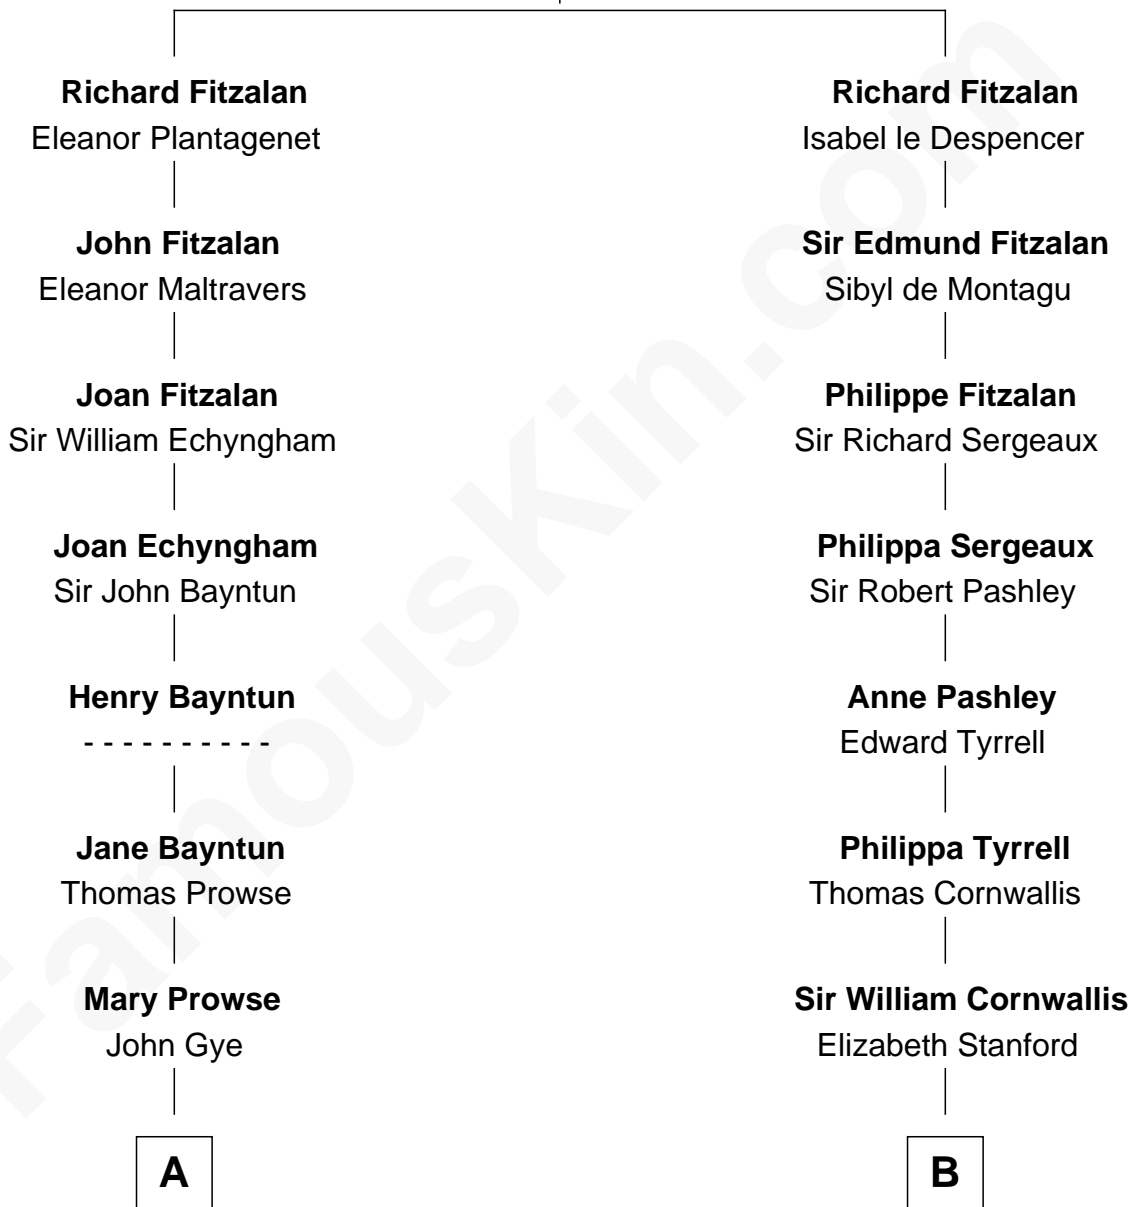 Richard Fitzalan
Eleanor Plantagenet
John Fitzalan
Eleanor Maltravers
Joan Fitzalan
Sir William Echyngham
Joan Echyngham
Sir John Bayntun
Henry Bayntun
- - - - - - - - - -
Jane Bayntun
Thomas Prowse
Mary Prowse
John Gye
A
Richard Fitzalan
Isabel le Despencer
Sir Edmund Fitzalan
Sibyl de Montagu
Philippe Fitzalan
Sir Richard Sergeaux
Philippa Sergeaux
Sir Robert Pashley
Anne Pashley
Edward Tyrrell
Philippa Tyrrell
Thomas Cornwallis
Sir William Cornwallis
Elizabeth Stanford
B
FamousKin.com